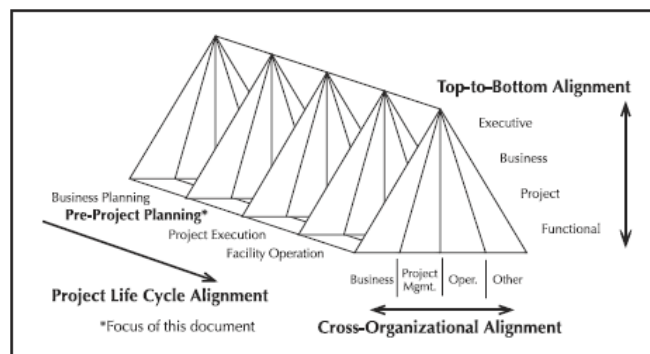 Top-to-Bottom Alignment
Executive
Business
Project
Functional
Business Planning
Pre-Project Planning*
Project Execution
Facility Operation
Business
Project
Mgmt.
Oper.
Other
Project Life Cycle Alignment
*Focus of this document
Cross-Organizational Alignment